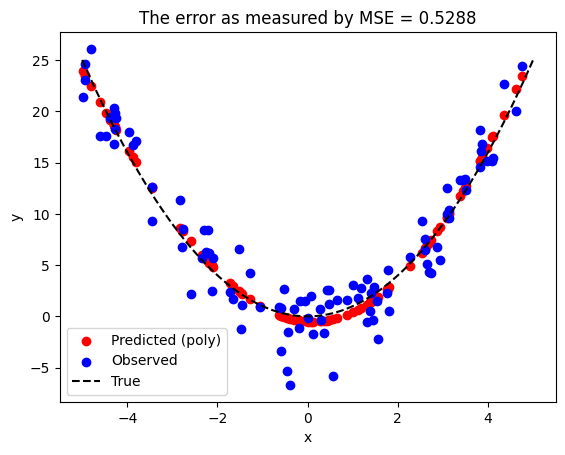 The error as measured by MSE = 0.5288
y
25
20
15
10
5
0
−5
Predicted (poly)
Observed
True
−4
−2
0
2
4
x